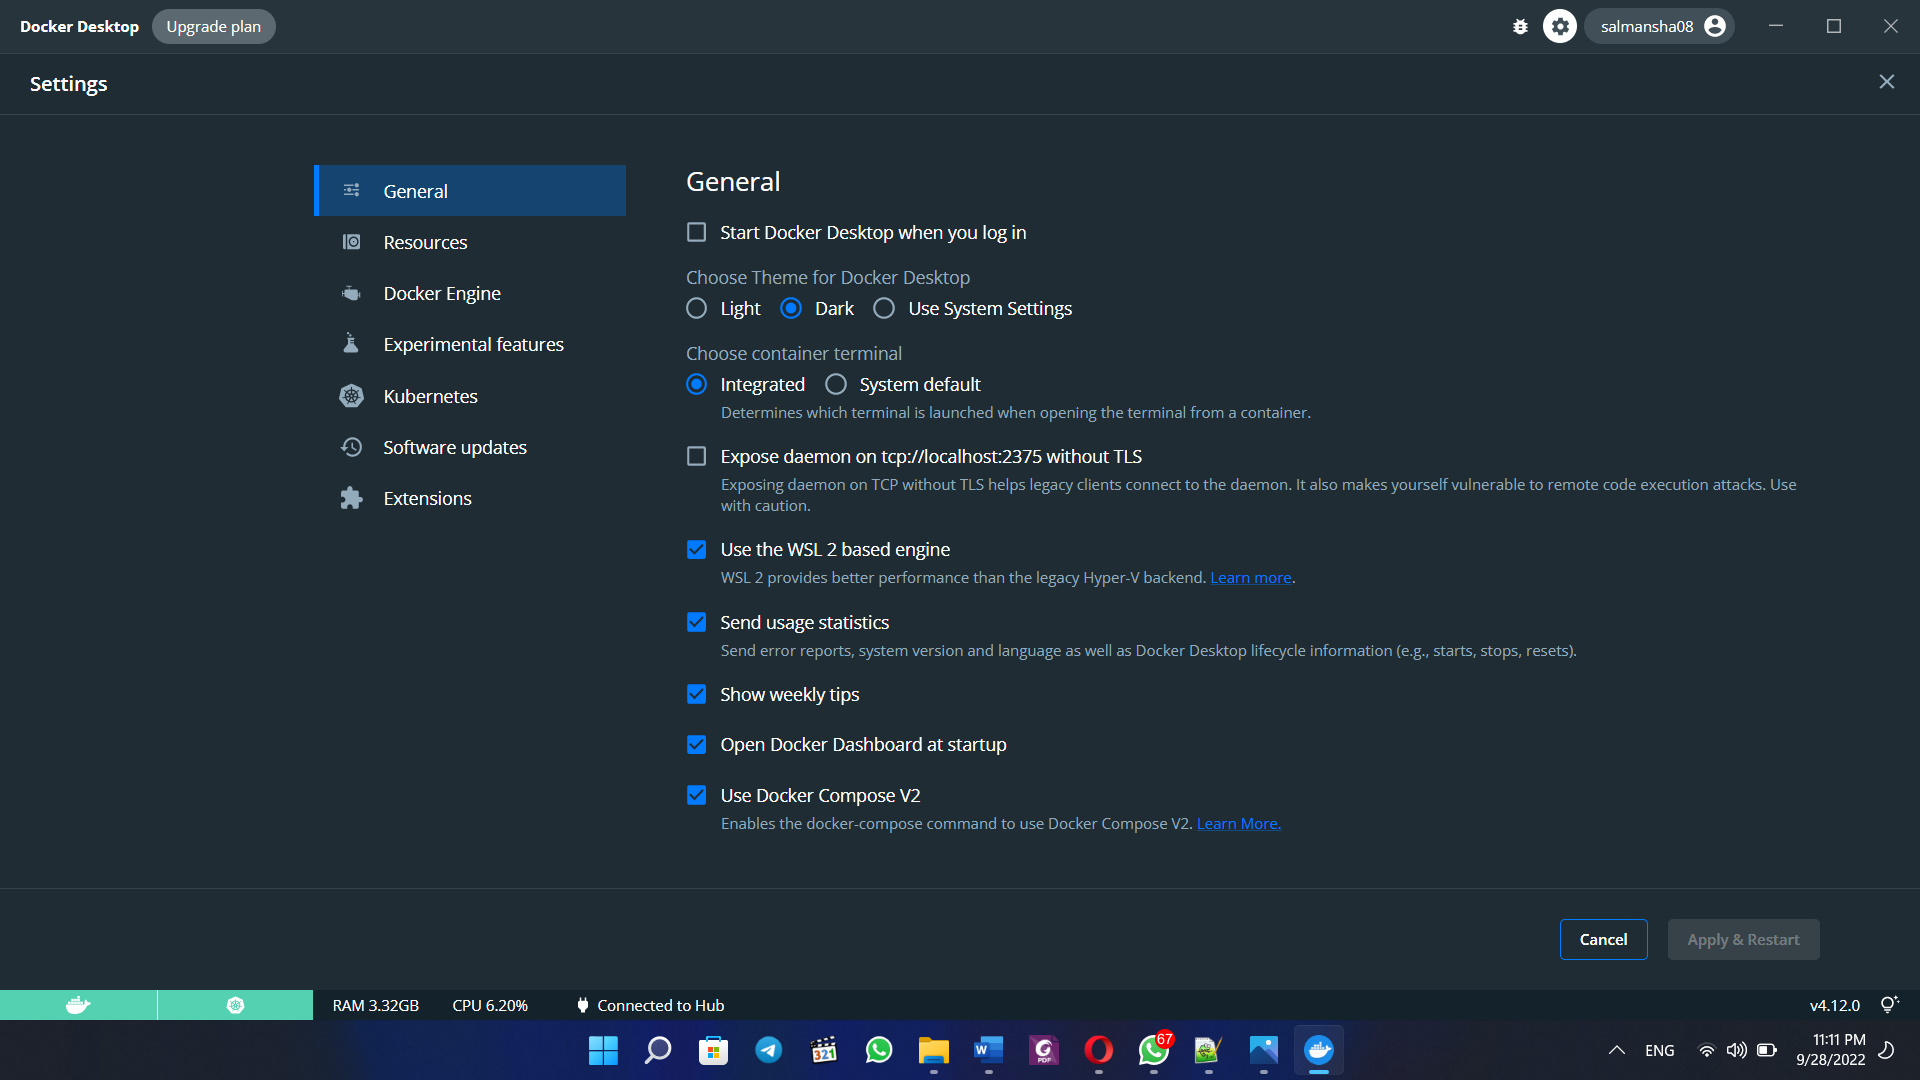 Docker Desktop Upgrade plan salmansha08
Settings
General
Resources
Docker Engine
Experimental features
Kubernetes
Software updates
Extensions
General
Start Docker Desktop when you log in
Choose Theme for Docker Desktop
Light Dark Use System Settings
Choose container terminal
Integrated System default
Determines which terminal is launched when opening the terminal from a container.
Expose daemon on tcp://localhost:2375 without TLS
Exposing daemon on TCP without TLS helps legacy clients connect to the daemon. It also makes yourself vulnerable to remote code execution attacks. Use
with caution.
Use the WSL 2 based engine
WSL 2 provides better performance than the legacy Hyper-V backend. Learn more.
Send usage statistics
Send error reports, system version and language as well as Docker Desktop lifecycle information (e.g., starts, stops, resets).
Show weekly tips
Open Docker Dashboard at startup
Use Docker Compose V2
Enables the docker-compose command to use Docker Compose V2. Learn More.
Cancel Apply & Restart
RAM 3.32GB CPU 6.20% Connected to Hub v4.12.0
321 W PDF 67 ENG 11:11 PM
9/28/2022